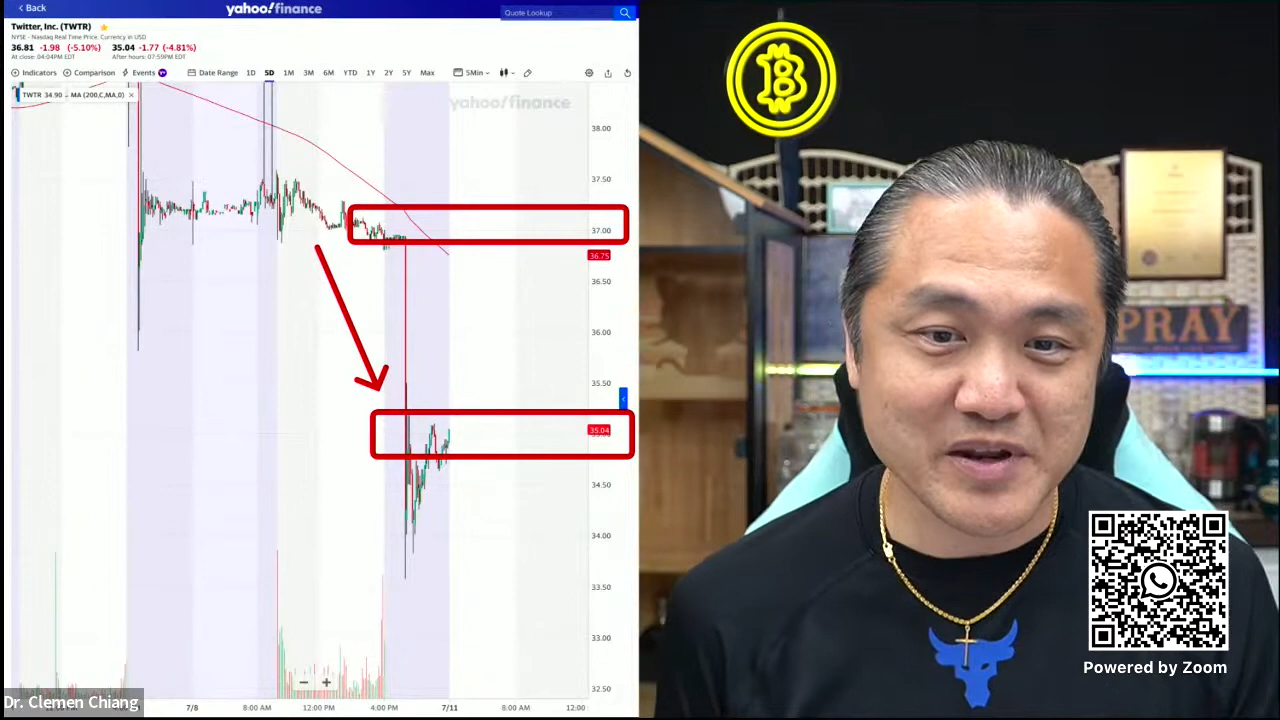 Back
yahoo!finance
Quote Lookup
Twitter, Inc. (TWTR)
NYSE - Nasdaq Real Time Price. Currency in USD
36.81 -1.98 (-5.10%) 35.04 -1.77 (-4.81%)
At close: 04:04PM EDT After hours: 07:59PM EDT
Indicators Comparison Events Date Range 1D 5D 1M 3M 6M YTD 1Y 2Y 5Y Max 5Min
TWTR 34.90 MA (200,C,MA,0) ×
yahoo!finance
38.00
37.50
37.00
36.75
36.50
36.00
35.50
35.04
34.50
34.00
33.50
33.00
32.50
7/8 8:00 AM 12:00 PM 4:00 PM 7/11 8:00 AM 12:00
Dr. Clemen Chiang
PRAY
Powered by Zoom